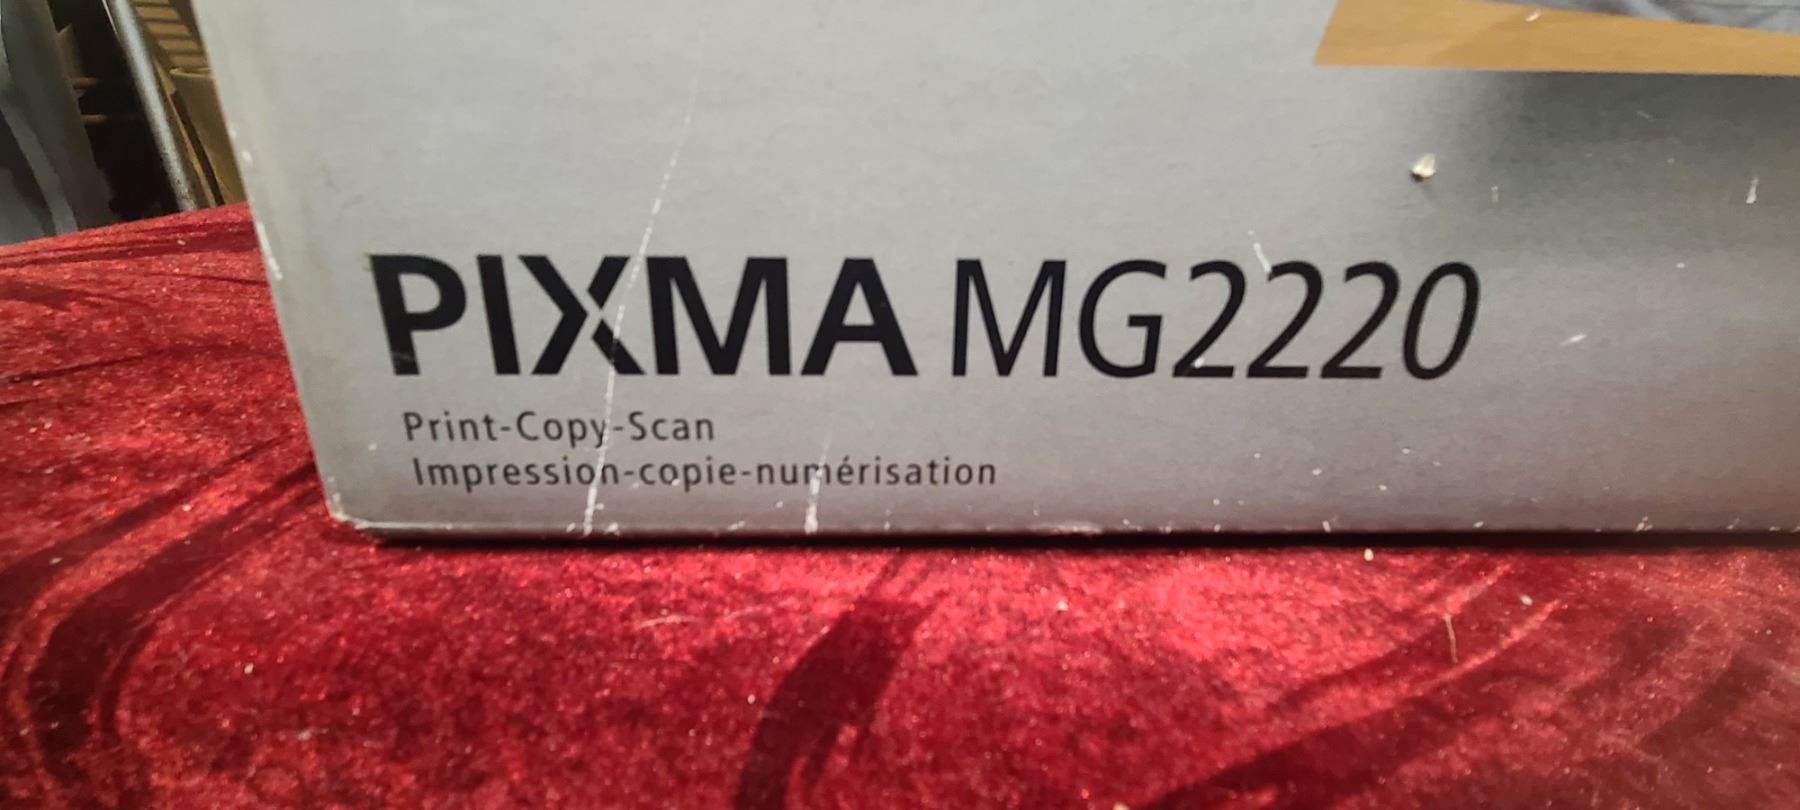 PIXMA MG2220
Print-Copy-Scan
Impression-copie-numérisation